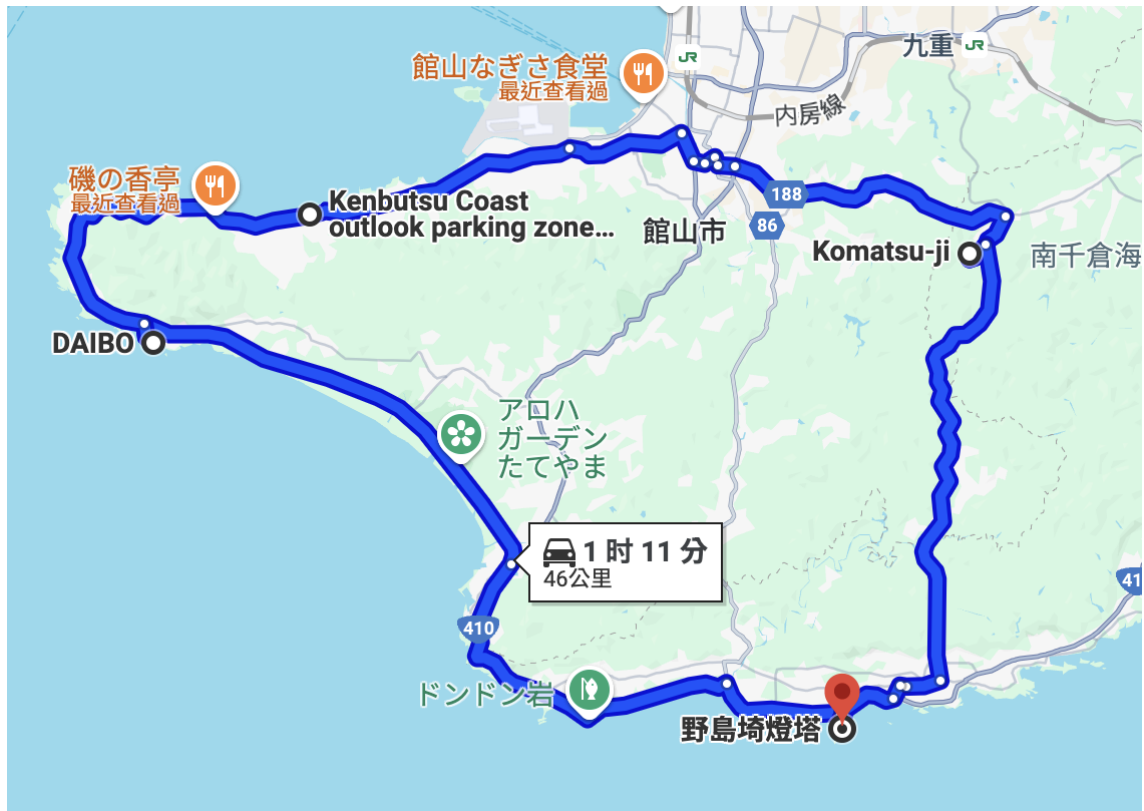 九重
JR
JR
館山なぎさ食堂
最近查看過
内房線
磯の香亭
最近查看過
Kenbutsu Coast
outlook parking zone...
188
86
館山市
Komatsu-ji
南千倉海
DAIBO
アロハ
ガーデン
たてやま
1 时 11 分
46公里
41
410
ドンドン岩
野島埼燈塔